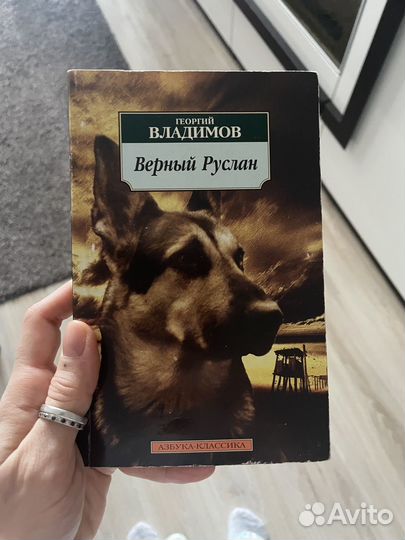 ГЕОРГИЙ
ВЛАДИМОВ
Верный Руслан
АЗБУКА-КЛАССИКА
Avito